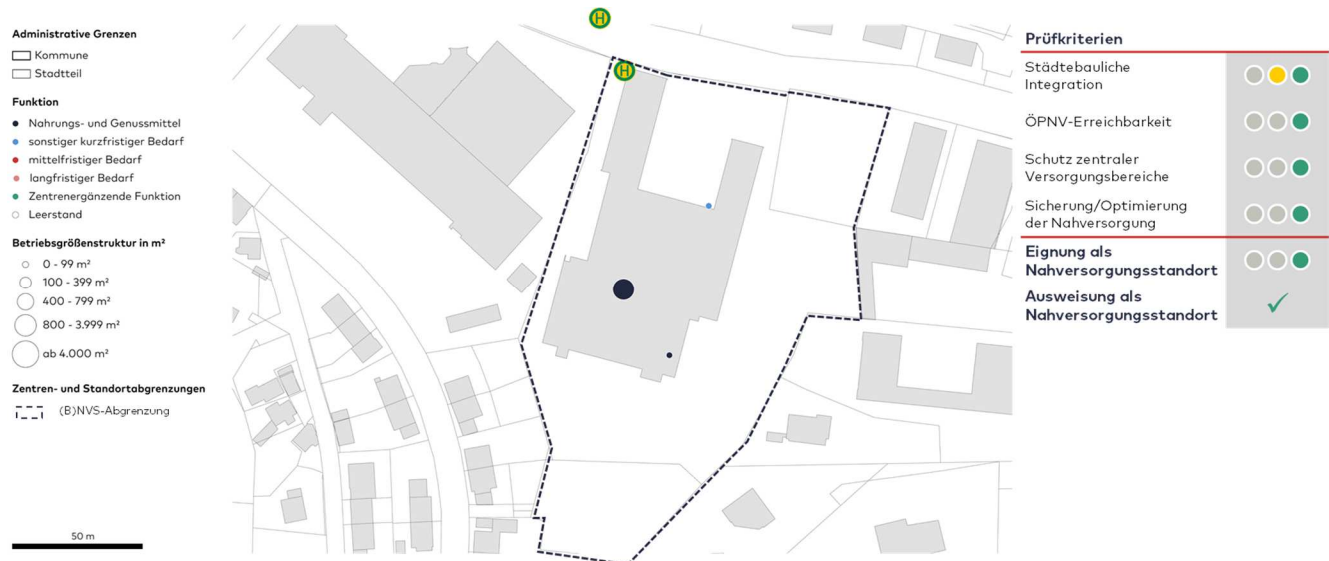 Administrative Grenzen
Kommune
Stadtteil
Funktion
Nahrungs- und Genussmittel
sonstiger kurzfristiger Bedarf
mittelfristiger Bedarf
langfristiger Bedarf
Zentrenergänzende Funktion
Leerstand
Betriebsgrößenstruktur in m²
0 - 99 m²
100 - 399 m²
400 - 799 m²
800 - 3.999 m²
ab 4.000 m²
Zentren- und Standortabgrenzungen
(B)NVS-Abgrenzung
50 m
H
H
Prüfkriterien
Städtebauliche
Integration
ÖPNV-Erreichbarkeit
Schutz zentraler
Versorgungsbereiche
Sicherung/Optimierung
der Nahversorgung
Eignung als
Nahversorgungsstandort
Ausweisung als
Nahversorgungsstandort